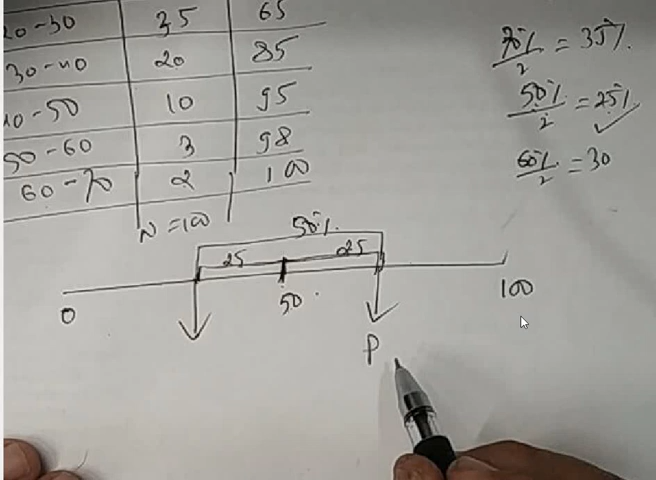 20-30 35 65
30-40 20 85
40-50 10 95
50-60 3 98
60-70 2 100
N=100
70%/2 = 35%.
50%/2 = 25%
60%/2 = 30
50%.
25 25
0 50. 100
P